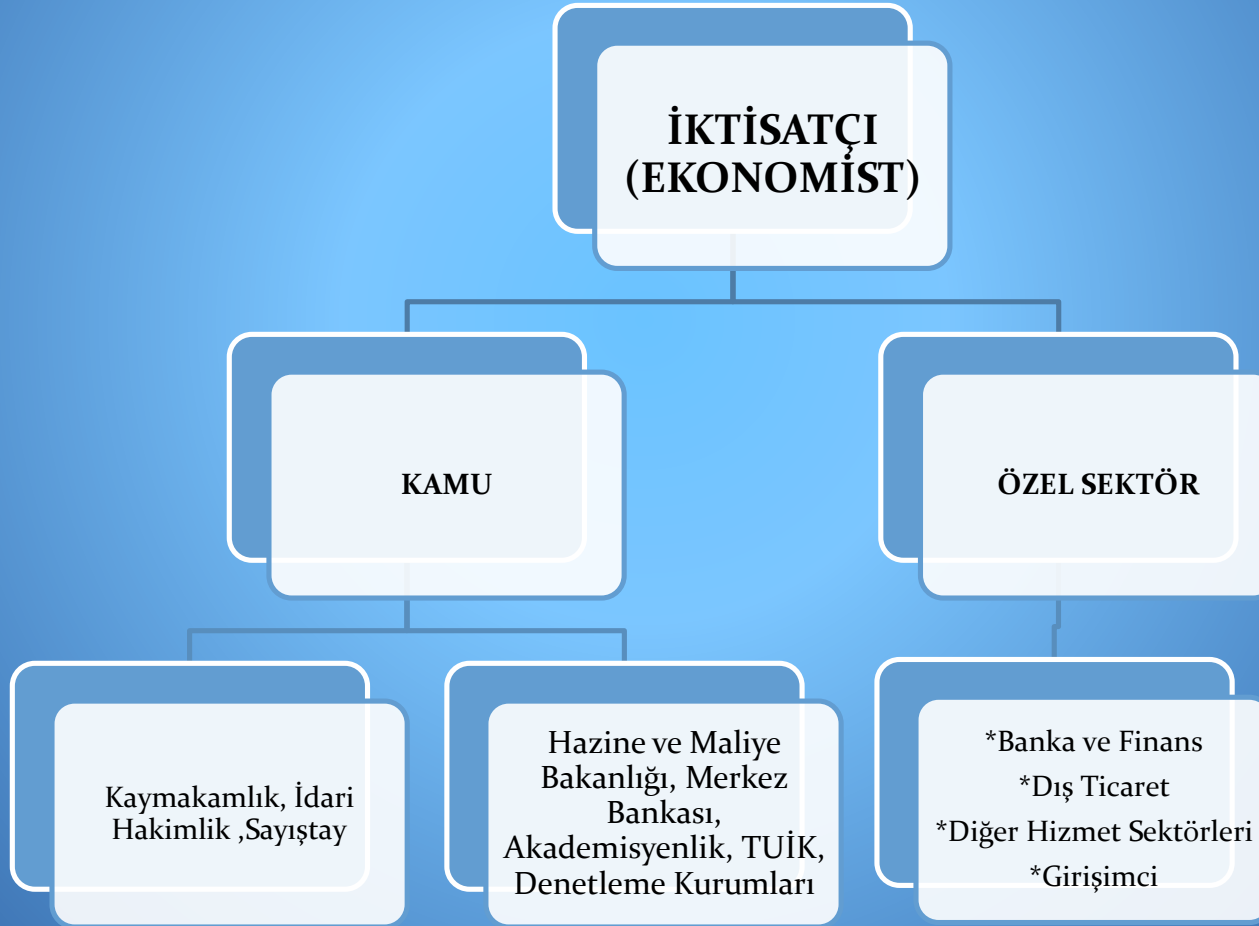 İKTİSATÇI
(EKONOMİST)
KAMU
ÖZEL SEKTÖR
Kaymakamlık, İdari
Hakimlik ,Sayıştay
Hazine ve Maliye
Bakanlığı, Merkez
Bankası,
Akademisyenlik, TUİK,
Denetleme Kurumları
*Banka ve Finans
*Dış Ticaret
*Diğer Hizmet Sektörleri
*Girişimci